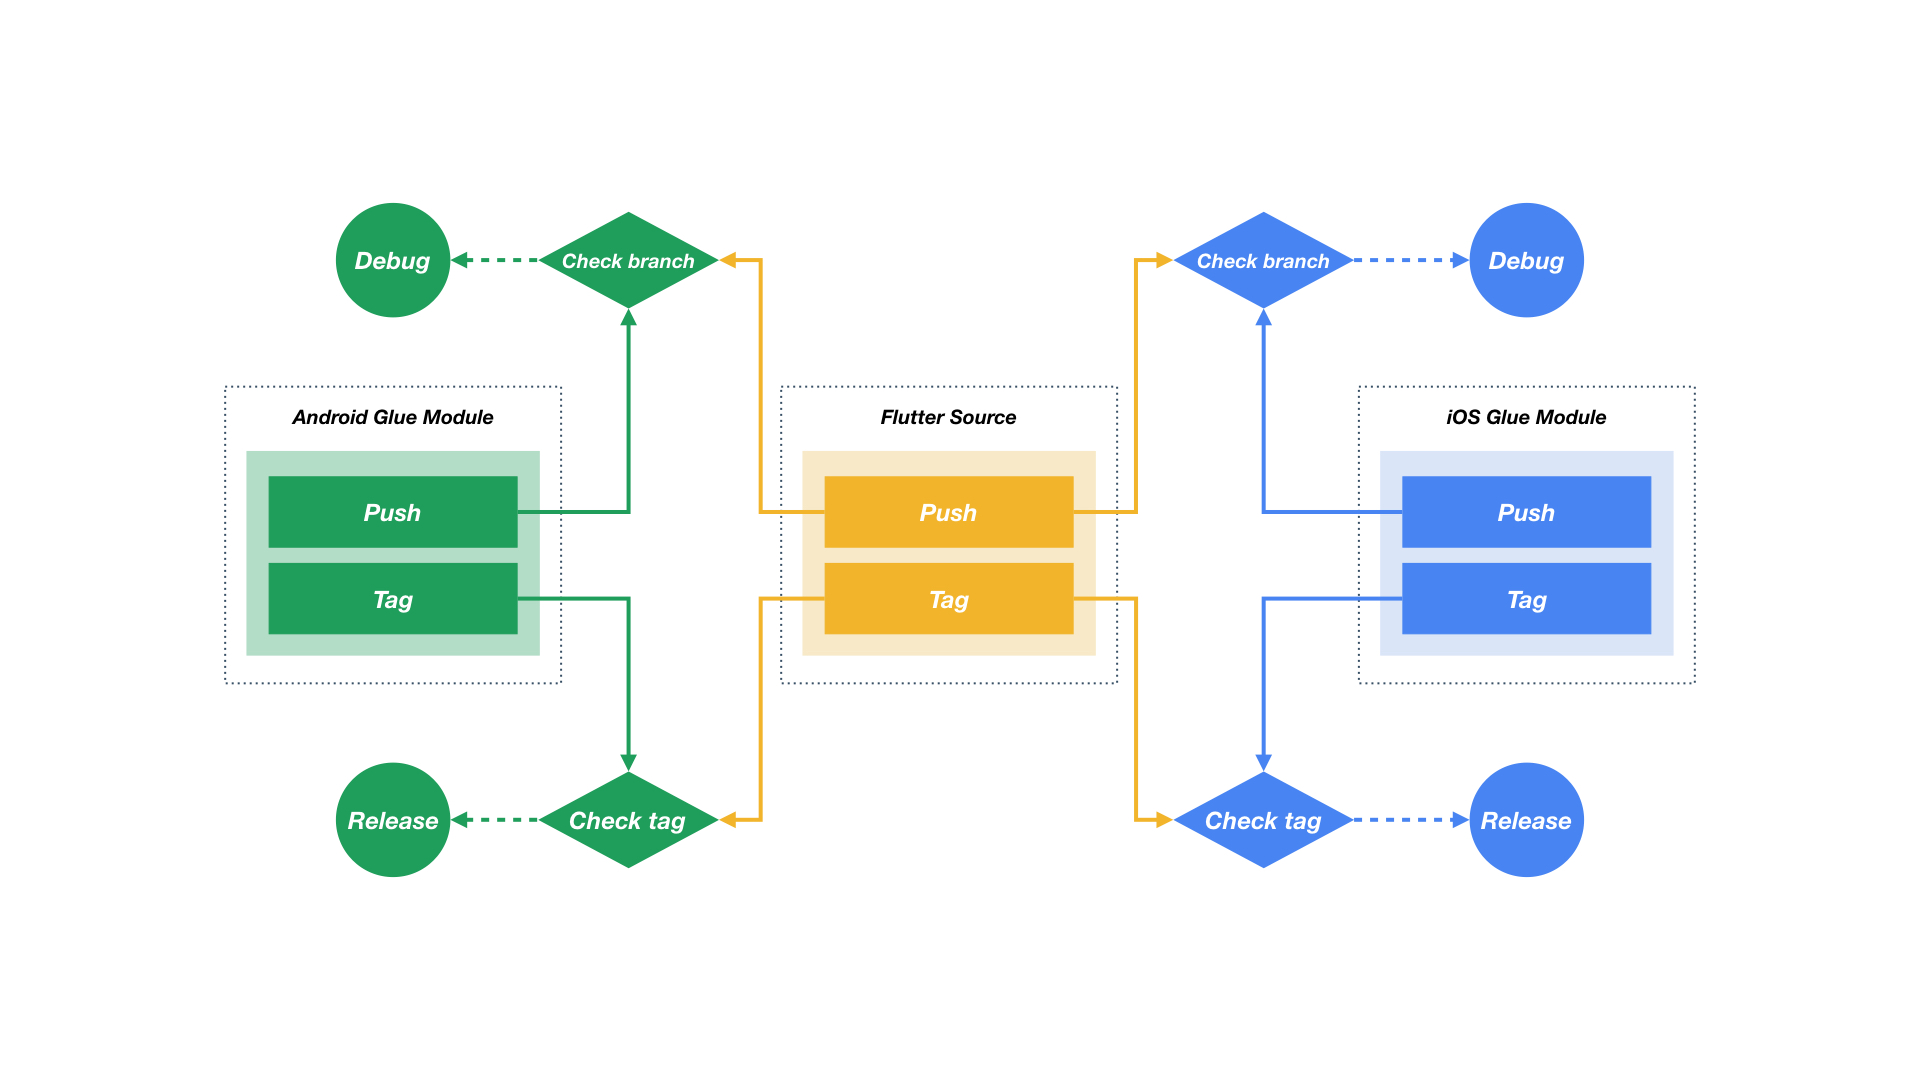 Debug
Check branch
Check branch
Debug
Android Glue Module
Push
Tag
Flutter Source
Push
Tag
iOS Glue Module
Push
Tag
Release
Check tag
Check tag
Release